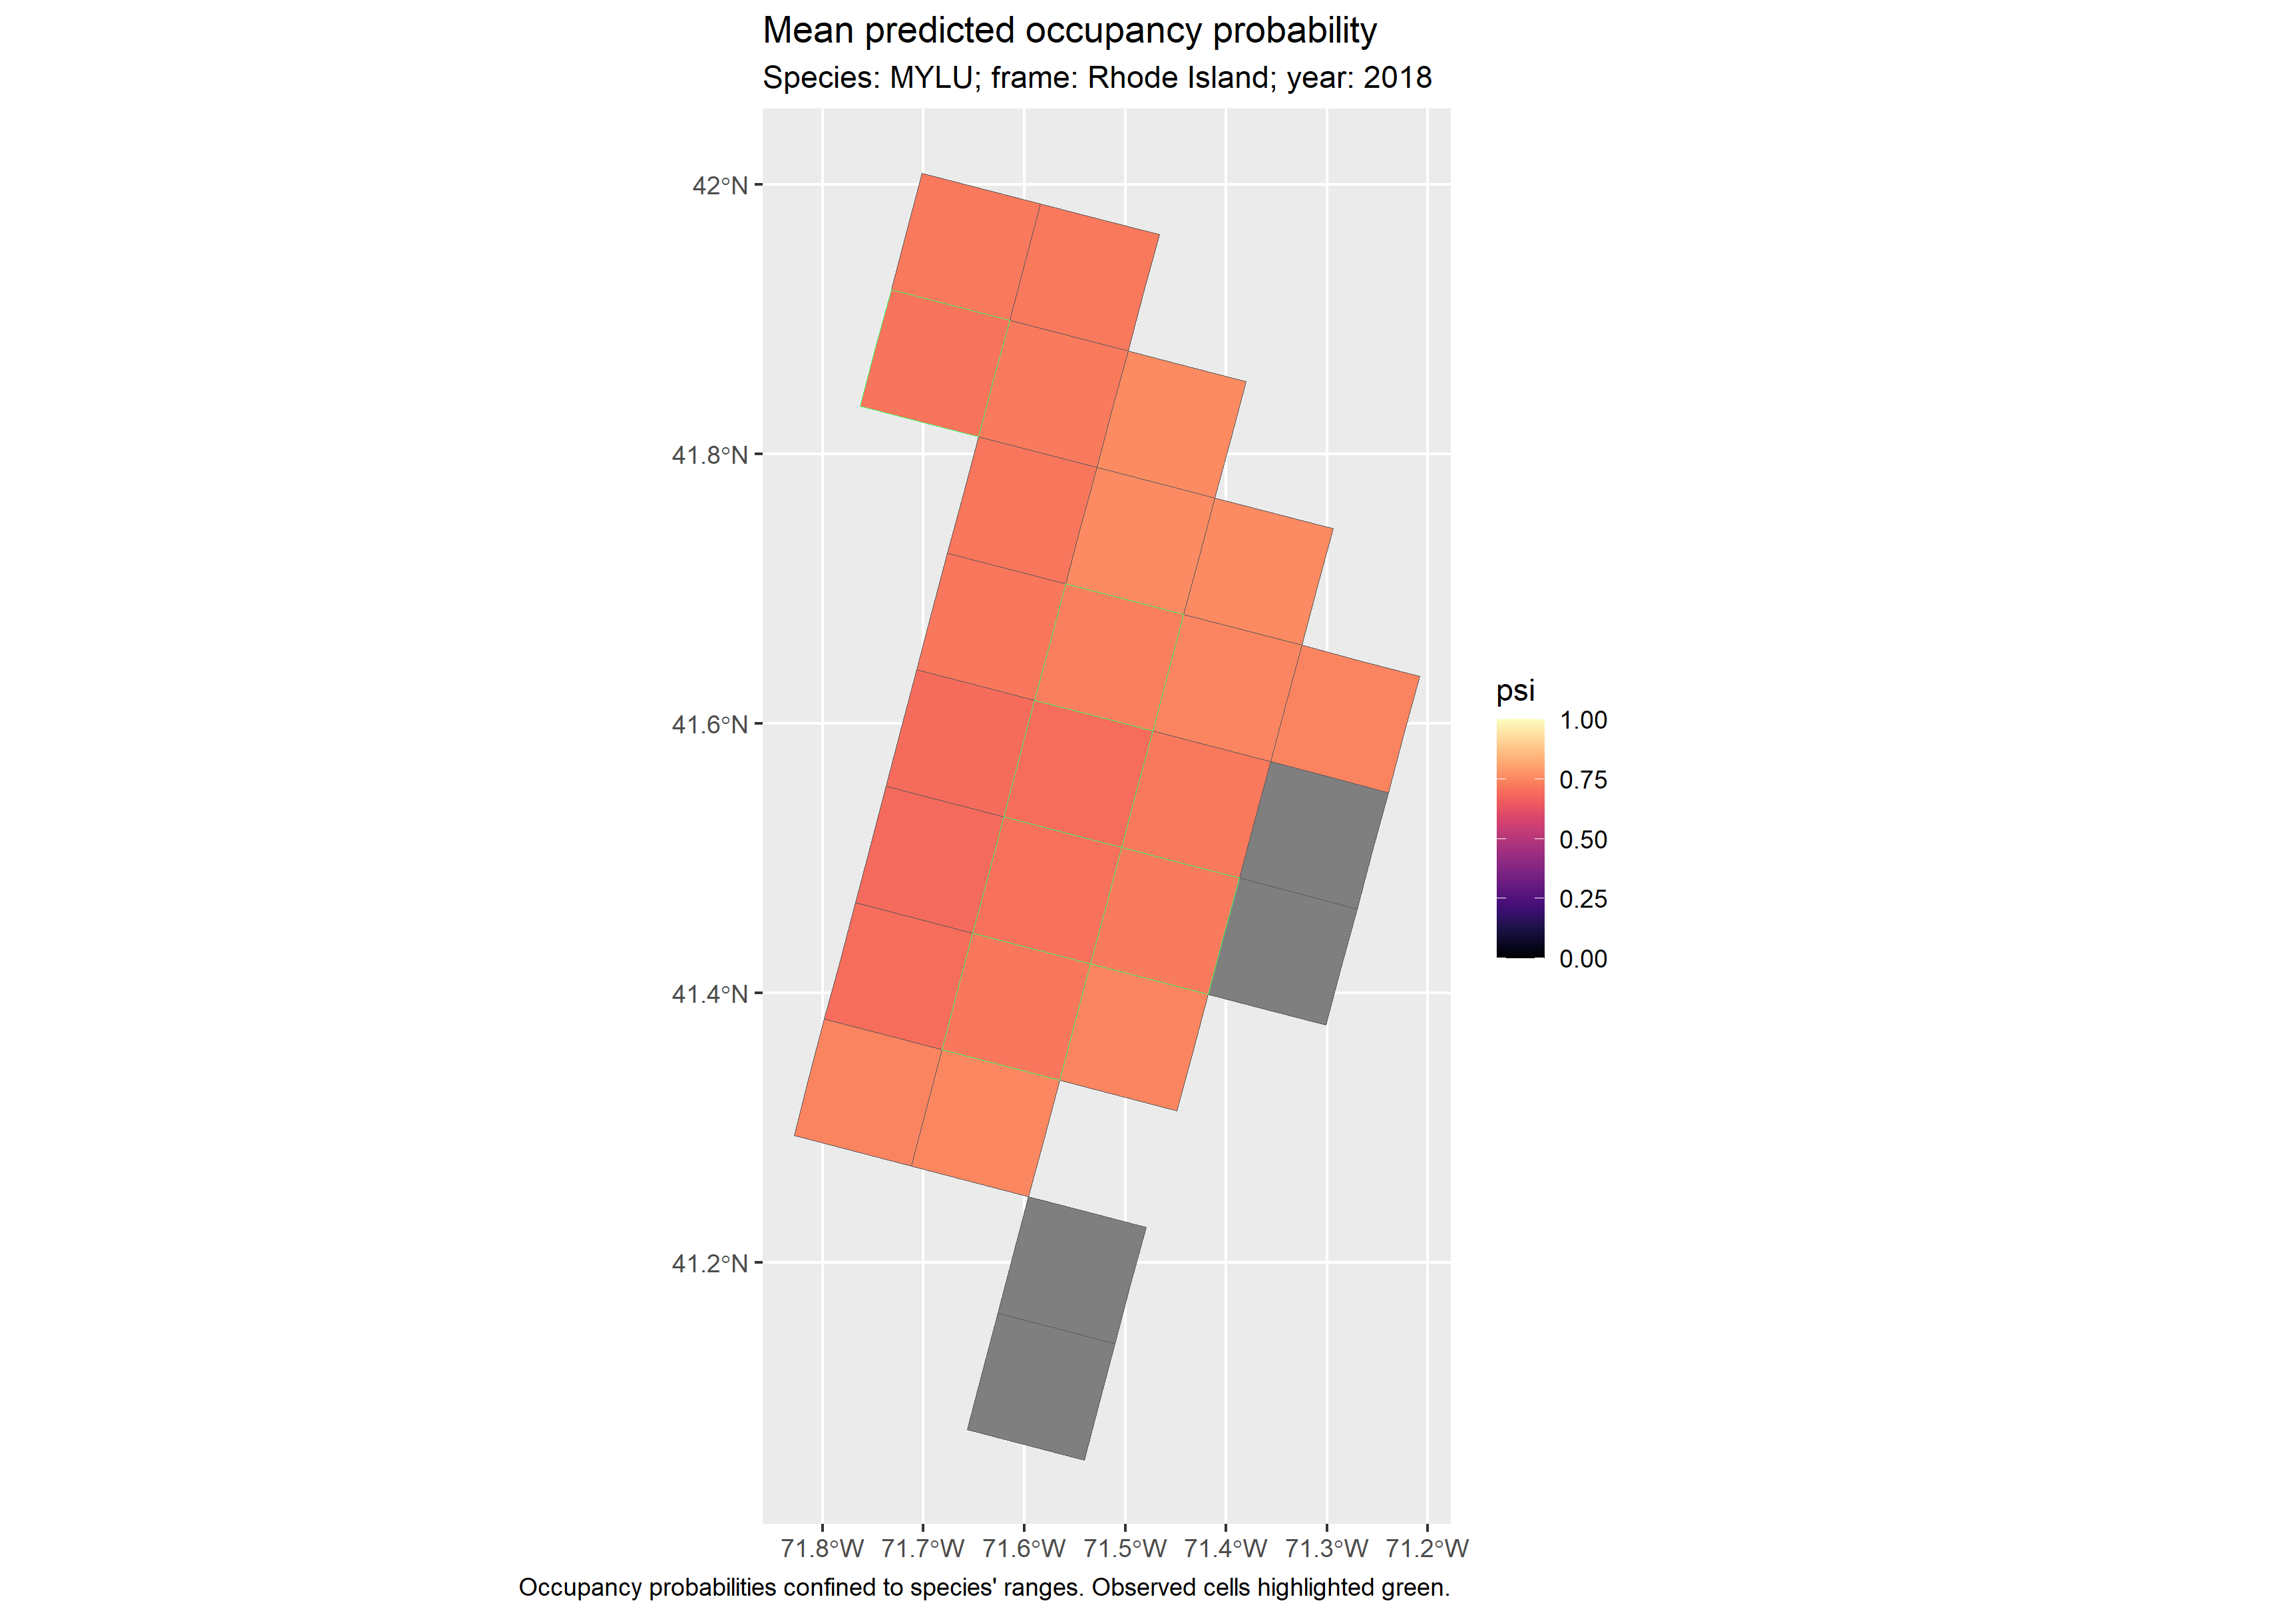 Mean predicted occupancy probability
Species: MYLU; frame: Rhode Island; year: 2018
42°N
41.8°N
41.6°N
41.4°N
41.2°N
psi
1.00
0.75
0.50
0.25
0.00
71.8°W 71.7°W 71.6°W 71.5°W 71.4°W 71.3°W 71.2°W
Occupancy probabilities confined to species' ranges. Observed cells highlighted green.